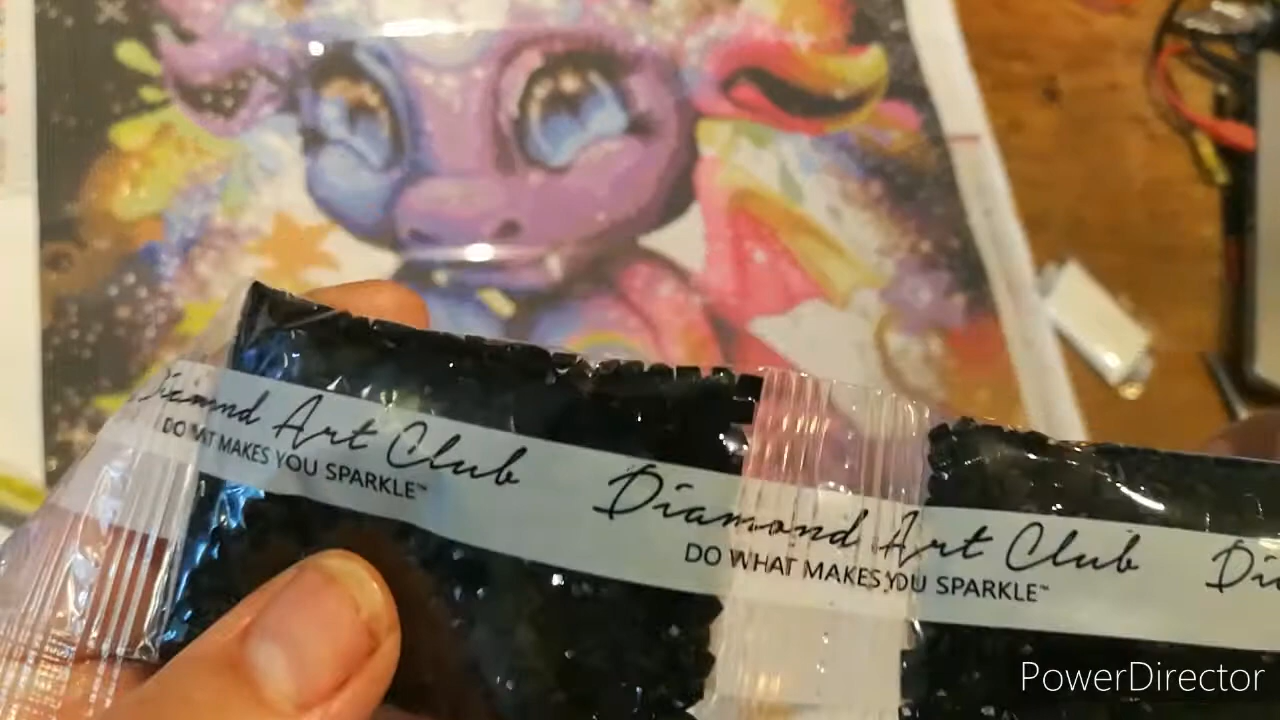 Diamond Art Club
DO WHAT MAKES YOU SPARKLE™
Diamond Art Club
DO WHAT MAKES YOU SPARKLE™
PowerDirector